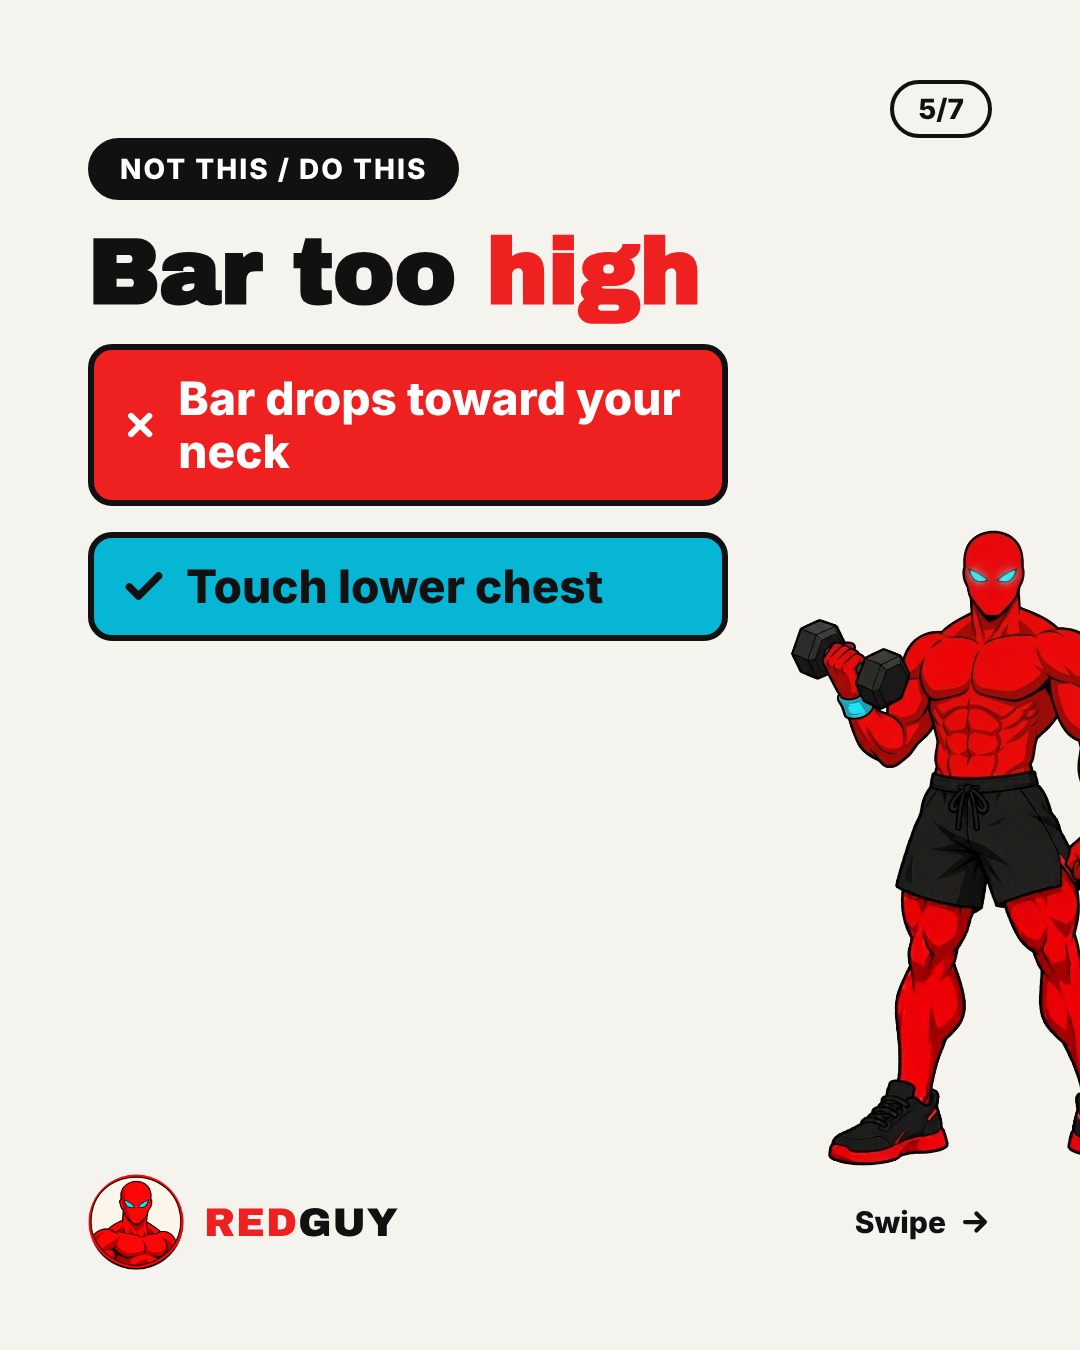 5/7
NOT THIS / DO THIS
Bar too high
Bar drops toward your
neck
Touch lower chest
REDGUY
Swipe →